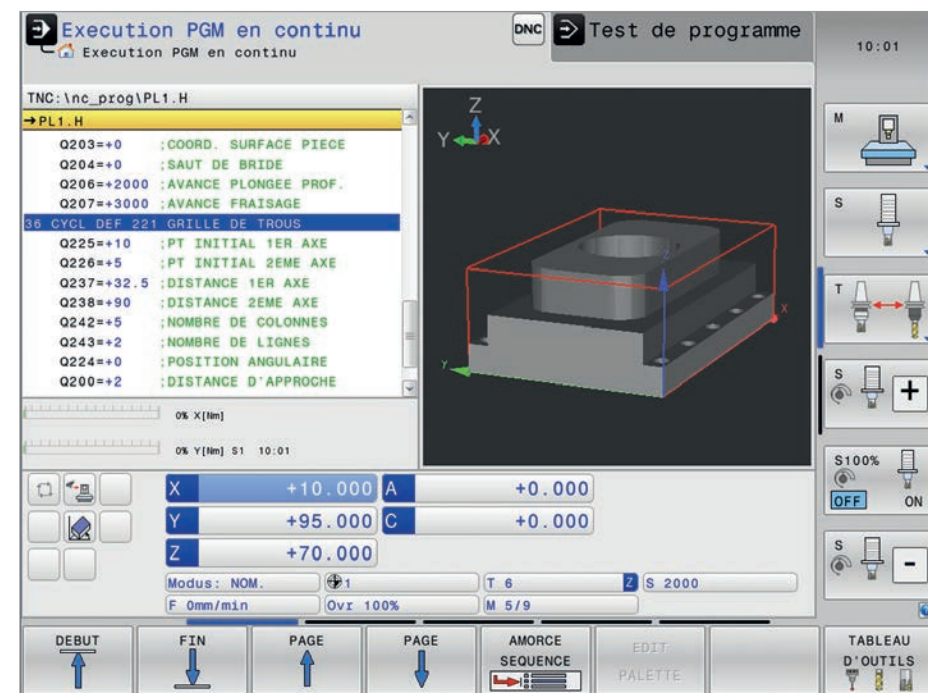 Execution PGM en continu
Execution PGM en continu
DNC
Test de programme
10:01
TNC:\nc_prog\PL1.H
→PL1.H
Q203=+0 ;COORD. SURFACE PIECE
Q204=+0 ;SAUT DE BRIDE
Q206=+2000 ;AVANCE PLONGEE PROF.
Q207=+3000 ;AVANCE FRAISAGE
36 CYCL DEF 221 GRILLE DE TROUS
Q225=+10 ;PT INITIAL 1ER AXE
Q226=+5 ;PT INITIAL 2EME AXE
Q237=+32.5 ;DISTANCE 1ER AXE
Q238=+90 ;DISTANCE 2EME AXE
Q242=+5 ;NOMBRE DE COLONNES
Q243=+2 ;NOMBRE DE LIGNES
Q224=+0 ;POSITION ANGULAIRE
Q200=+2 ;DISTANCE D'APPROCHE
Z
Y X
Z
X
Y
0% X[Nm]
0% Y[Nm] S1 10:01
X +10.000 A +0.000
Y +95.000 C +0.000
Z +70.000
Modus: NOM. 1 T 6 Z S 2000
F 0mm/min Ovr 100% M 5/9
M
S
T
S
+
S100%
OFF ON
S
-
DEBUT
FIN
PAGE
PAGE
AMORCE
SEQUENCE
EDIT
PALETTE
TABLEAU
D'OUTILS